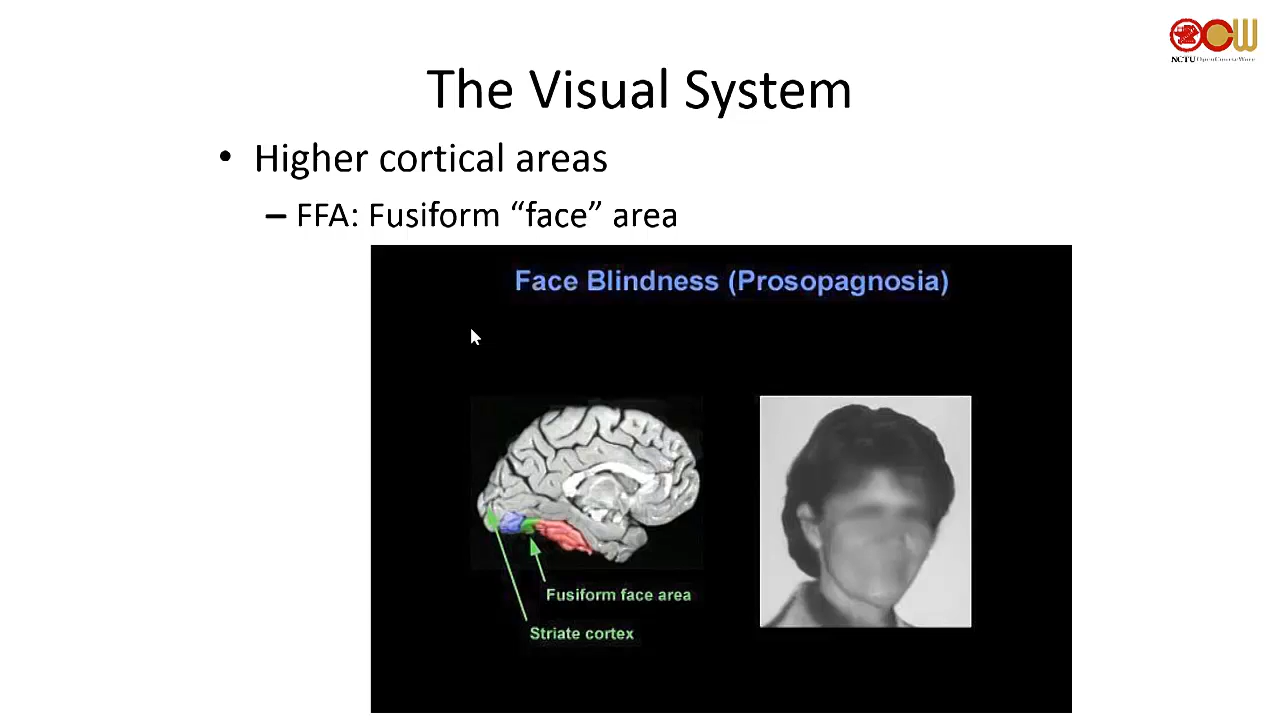 OCW
NCTU OpenCourseWare
The Visual System
• Higher cortical areas
– FFA: Fusiform “face” area
Face Blindness (Prosopagnosia)
Fusiform face area
Striate cortex